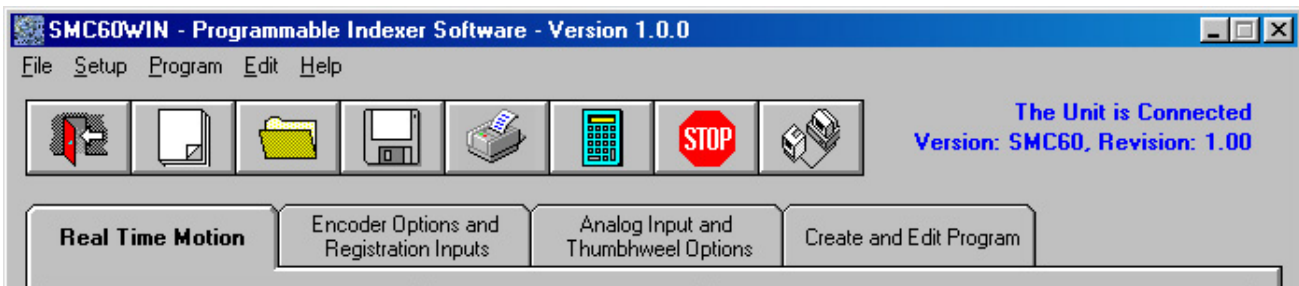 SMC60WIN - Programmable Indexer Software - Version 1.0.0
File Setup Program Edit Help
STOP
The Unit is Connected
Version: SMC60, Revision: 1.00
Real Time Motion
Encoder Options and
Registration Inputs
Analog Input and
Thumbhweel Options
Create and Edit Program